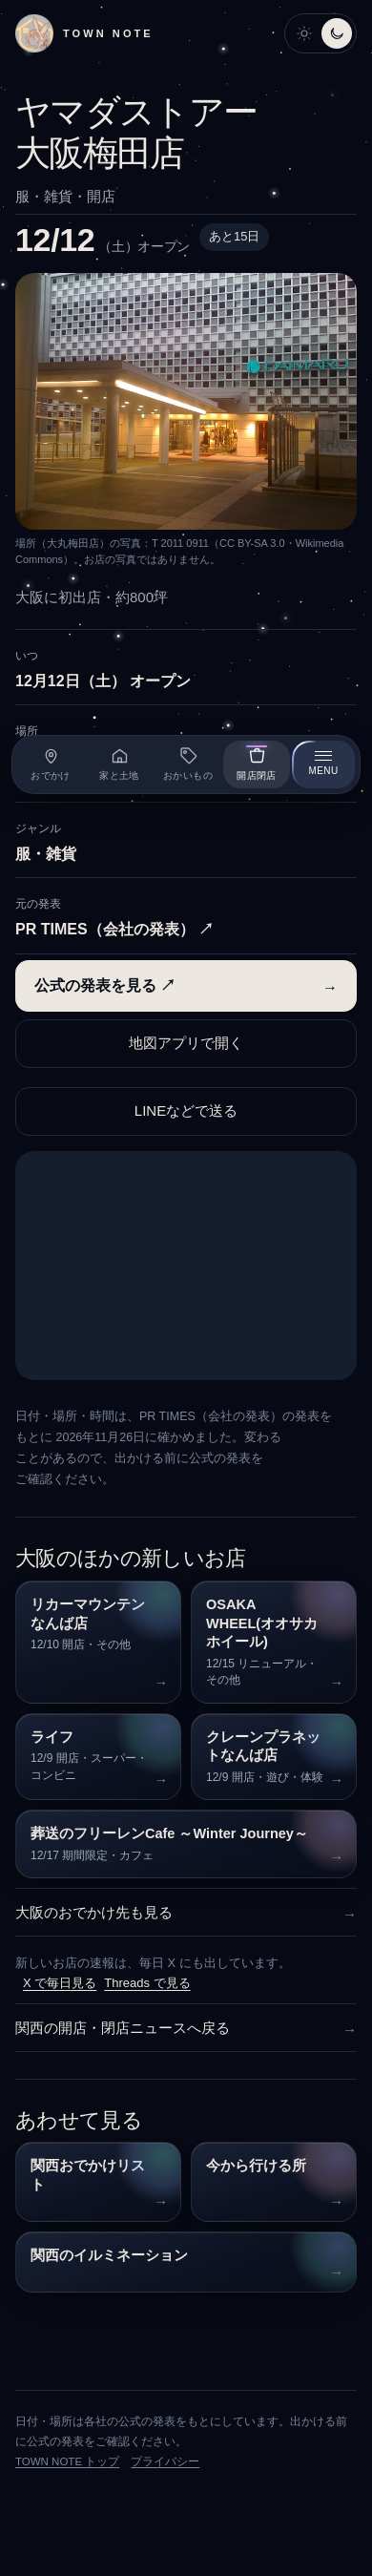 TOWN NOTE
ヤマダストアー
大阪梅田店
服・雑貨・開店
12/12 （土）オープン あと15日
DAIMARU
場所（大丸梅田店）の写真：T 2011 0911（CC BY-SA 3.0・Wikimedia
Commons）。お店の写真ではありません。
大阪に初出店・約800坪
いつ
12月12日（土） オープン
場所
おでかけ
家と土地
おかいもの
開店閉店
MENU
ジャンル
服・雑貨
元の発表
PR TIMES（会社の発表） ↗
公式の発表を見る ↗ →
地図アプリで開く
LINEなどで送る
日付・場所・時間は、PR TIMES（会社の発表）の発表を
もとに 2026年11月26日に確かめました。変わる
ことがあるので、出かける前に公式の発表を
ご確認ください。
大阪のほかの新しいお店
リカーマウンテン
なんば店
12/10 開店・その他
→
OSAKA
WHEEL(オオサカ
ホイール)
12/15 リニューアル・
その他 →
ライフ
12/9 開店・スーパー・
コンビニ →
クレーンプラネッ
トなんば店
12/9 開店・遊び・体験 →
葬送のフリーレンCafe ～Winter Journey～
12/17 期間限定・カフェ →
大阪のおでかけ先も見る →
新しいお店の速報は、毎日 X にも出しています。
X で毎日見る Threads で見る
関西の開店・閉店ニュースへ戻る →
あわせて見る
関西おでかけリス
ト
→
今から行ける所
→
関西のイルミネーション
→
日付・場所は各社の公式の発表をもとにしています。出かける前
に公式の発表をご確認ください。
TOWN NOTE トップ プライバシー